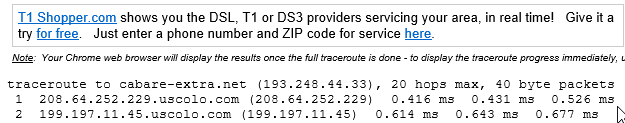 T1 Shopper.com shows you the DSL, T1 or DS3 providers servicing your area, in real time! Give it a
try for free. Just enter a phone number and ZIP code for service here.
Note: Your Chrome web browser will display the results once the full traceroute is done - to display the traceroute progress immediately, u
traceroute to cabare-extra.net (193.248.44.33), 20 hops max, 40 byte packets
1 208.64.252.229.uscolo.com (208.64.252.229) 0.416 ms 0.431 ms 0.526 ms
2 199.197.11.45.uscolo.com (199.197.11.45) 0.614 ms 0.643 ms 0.677 ms